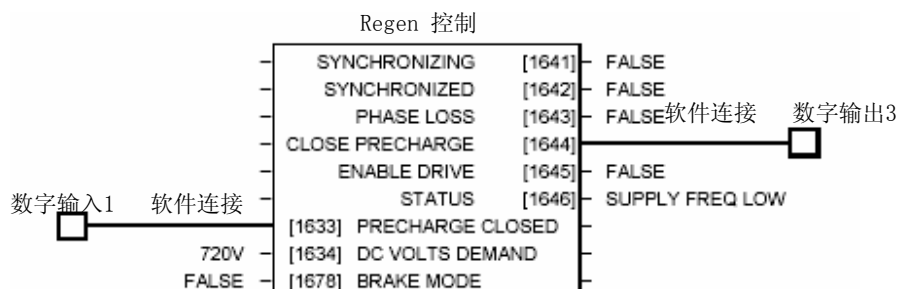 Regen 控制
SYNCHRONIZING [1641] FALSE
SYNCHRONIZED [1642] FALSE
PHASE LOSS [1643] FALSE 软件连接 数字输出3
CLOSE PRECHARGE [1644]
ENABLE DRIVE [1645] FALSE
STATUS [1646] SUPPLY FREQ LOW
数字输入1 软件连接
[1633] PRECHARGE CLOSED
720V [1634] DC VOLTS DEMAND
FALSE [1678] BRAKE MODE